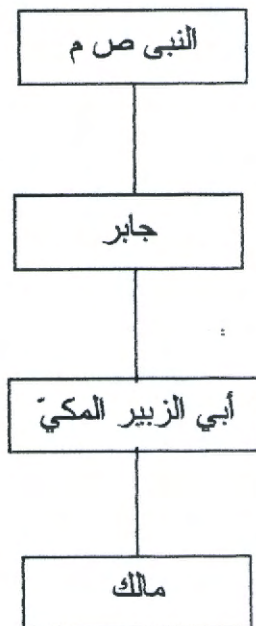 النبى ص م
جابر
أبي الزبير المكيّ
مالك